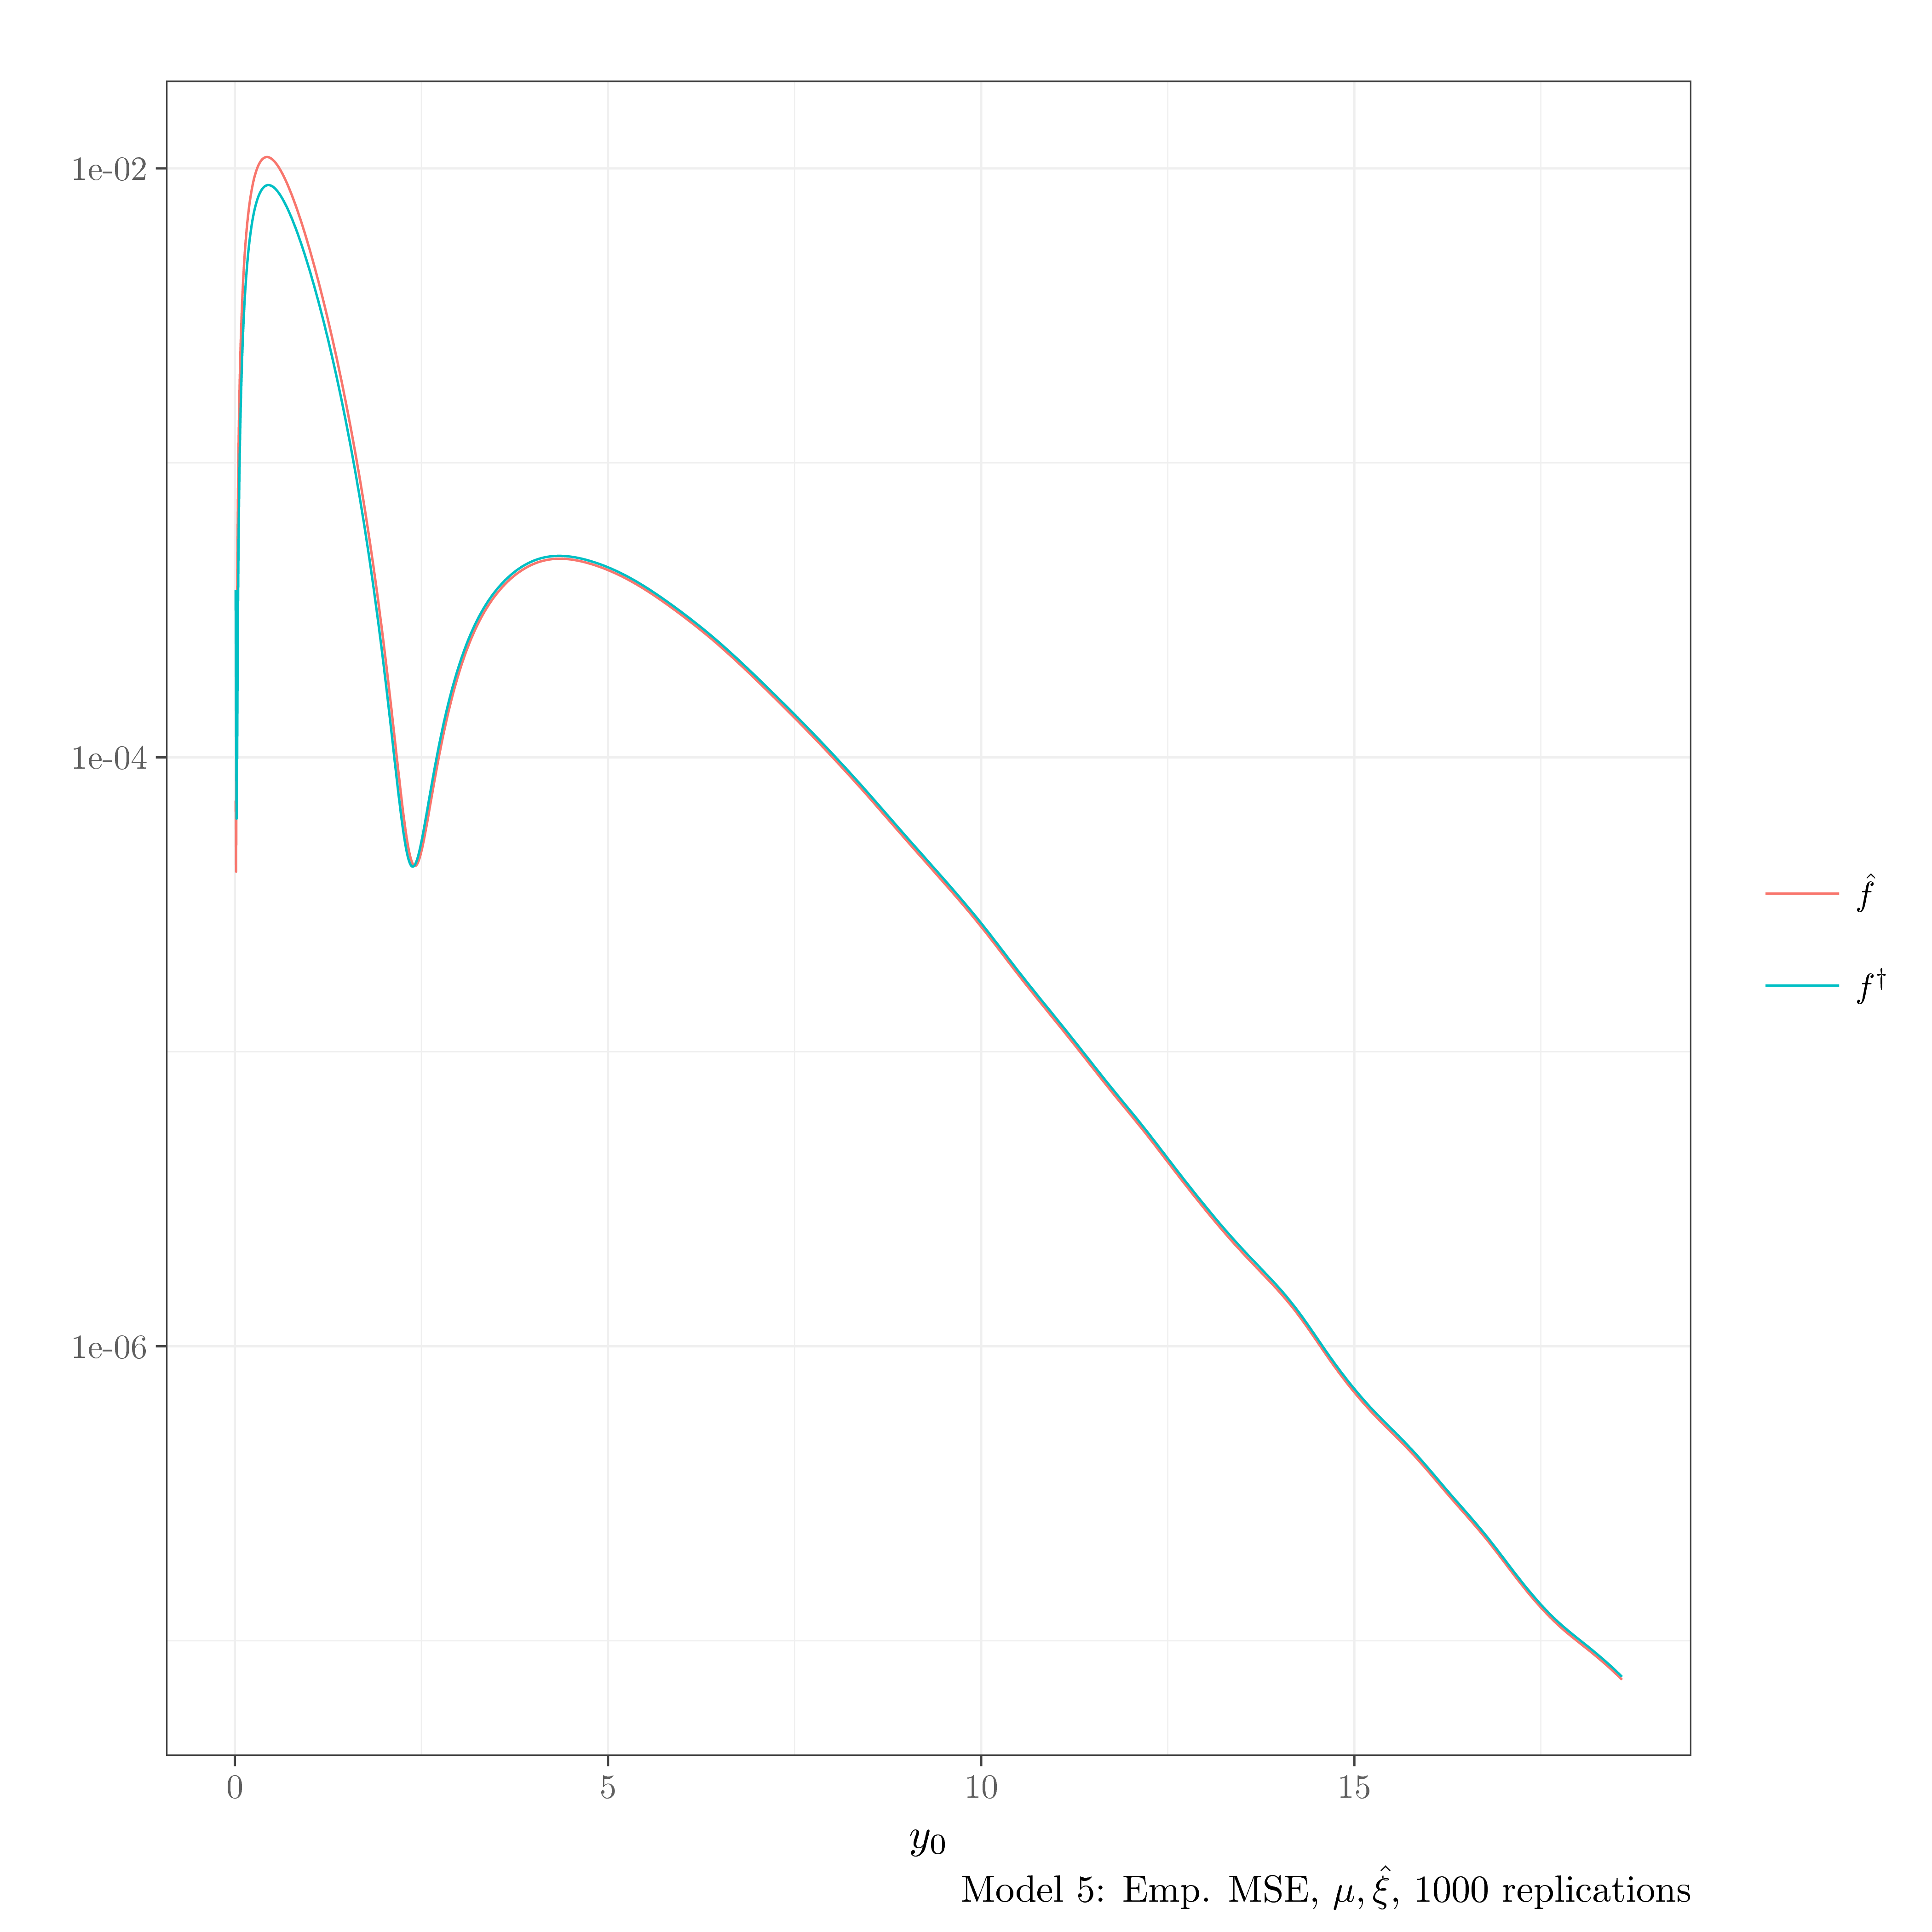 1e-02
1e-04
1e-06
0 5 10 15
y₀
f̂
f†
Model 5: Emp. MSE, μ, ξ̂, 1000 replications